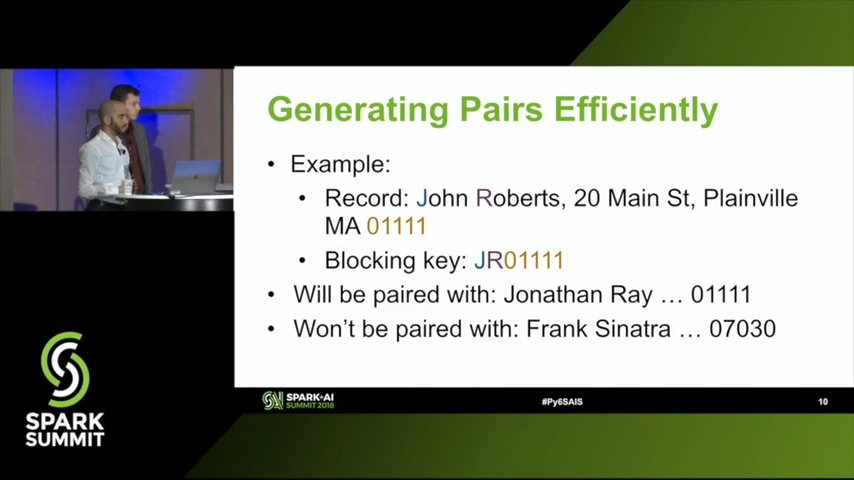 Generating Pairs Efficiently
• Example:
• Record: John Roberts, 20 Main St, Plainville
MA 01111
• Blocking key: JR01111
• Will be paired with: Jonathan Ray … 01111
• Won’t be paired with: Frank Sinatra … 07030
SPARK+AI
SUMMIT 2018
#Py6SAIS
10
SPARK
SUMMIT